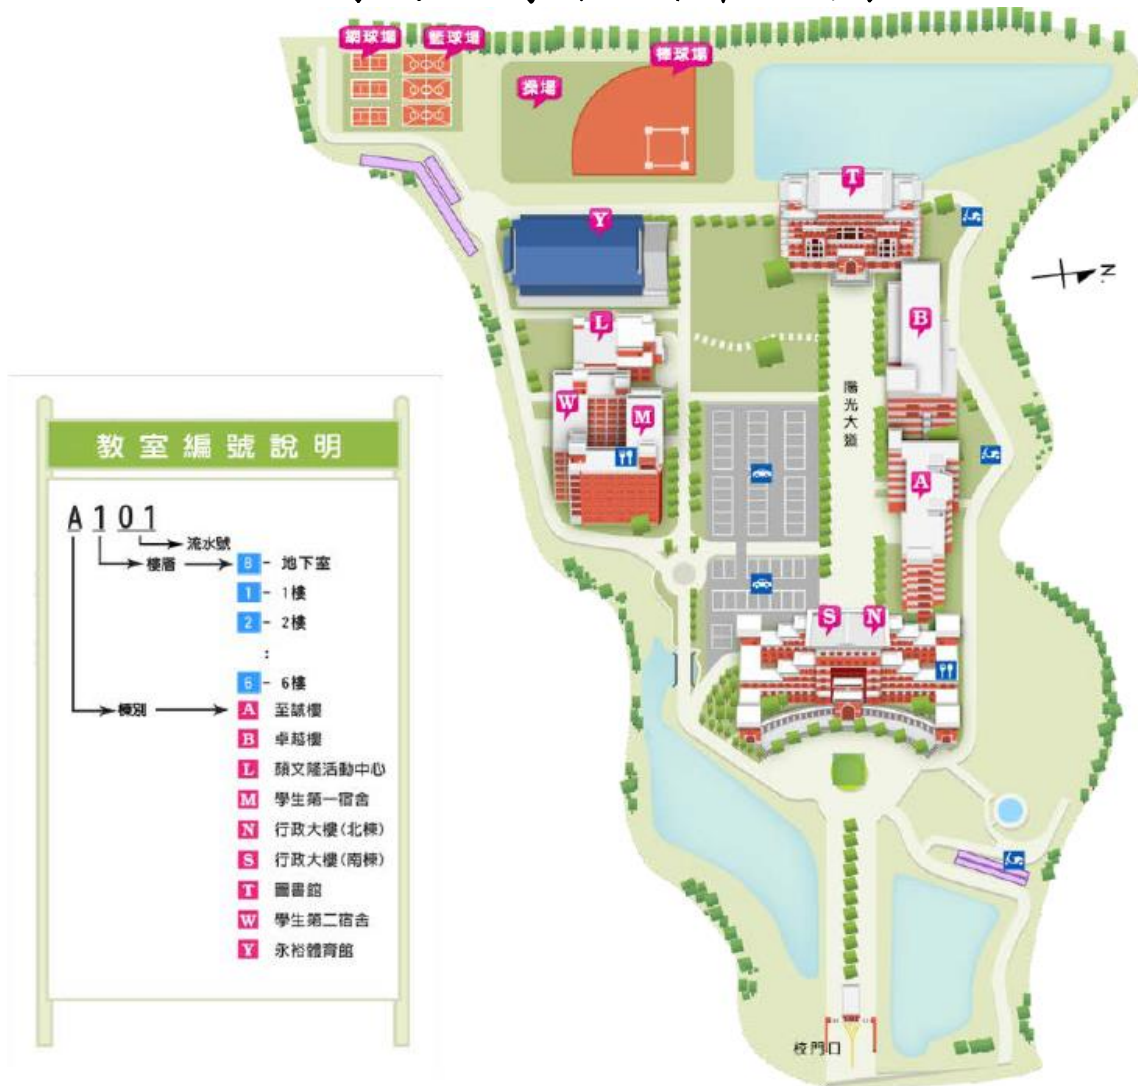 網球場
籃球場
操場
棒球場
T
Y
N
B
L
陽光大道
W
M
A
S
N
校門口
教室編號說明
A101
流水號
樓層
B - 地下室
1 - 1樓
2 - 2樓
:
6 - 6樓
棟別
A 至誠樓
B 卓越樓
L 顏文隆活動中心
M 學生第一宿舍
N 行政大樓(北棟)
S 行政大樓(南棟)
T 圖書館
W 學生第二宿舍
Y 永裕體育館